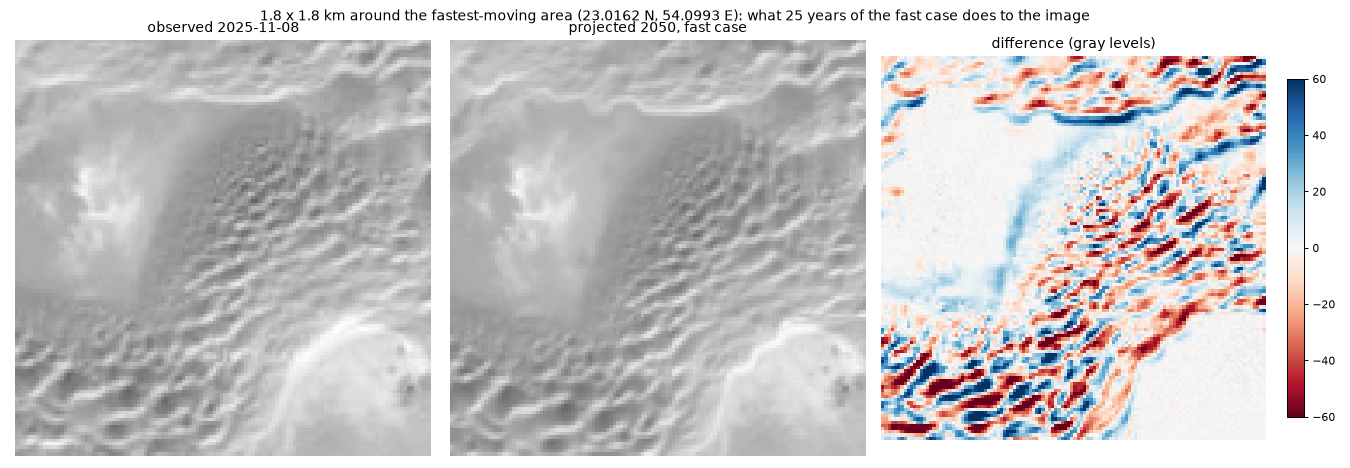 1.8 x 1.8 km around the fastest-moving area (23.0162 N, 54.0993 E): what 25 years of the fast case does to the image
observed 2025-11-08
projected 2050, fast case
difference (gray levels)
60
40
20
0
−20
−40
−60